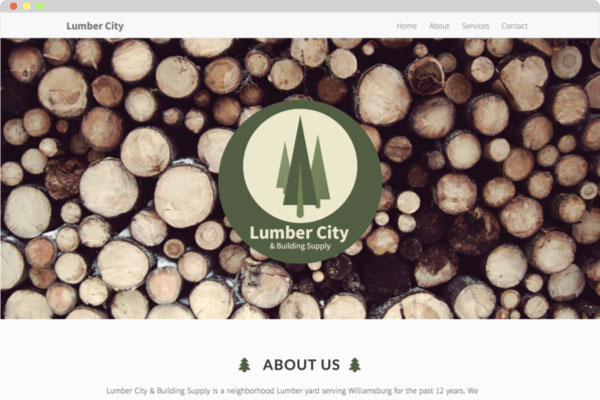 Lumber City
Home About Services Contact
Lumber City
& Building Supply
ABOUT US
Lumber City & Building Supply is a neighborhood Lumber yard serving Williamsburg for the past 12 years. We